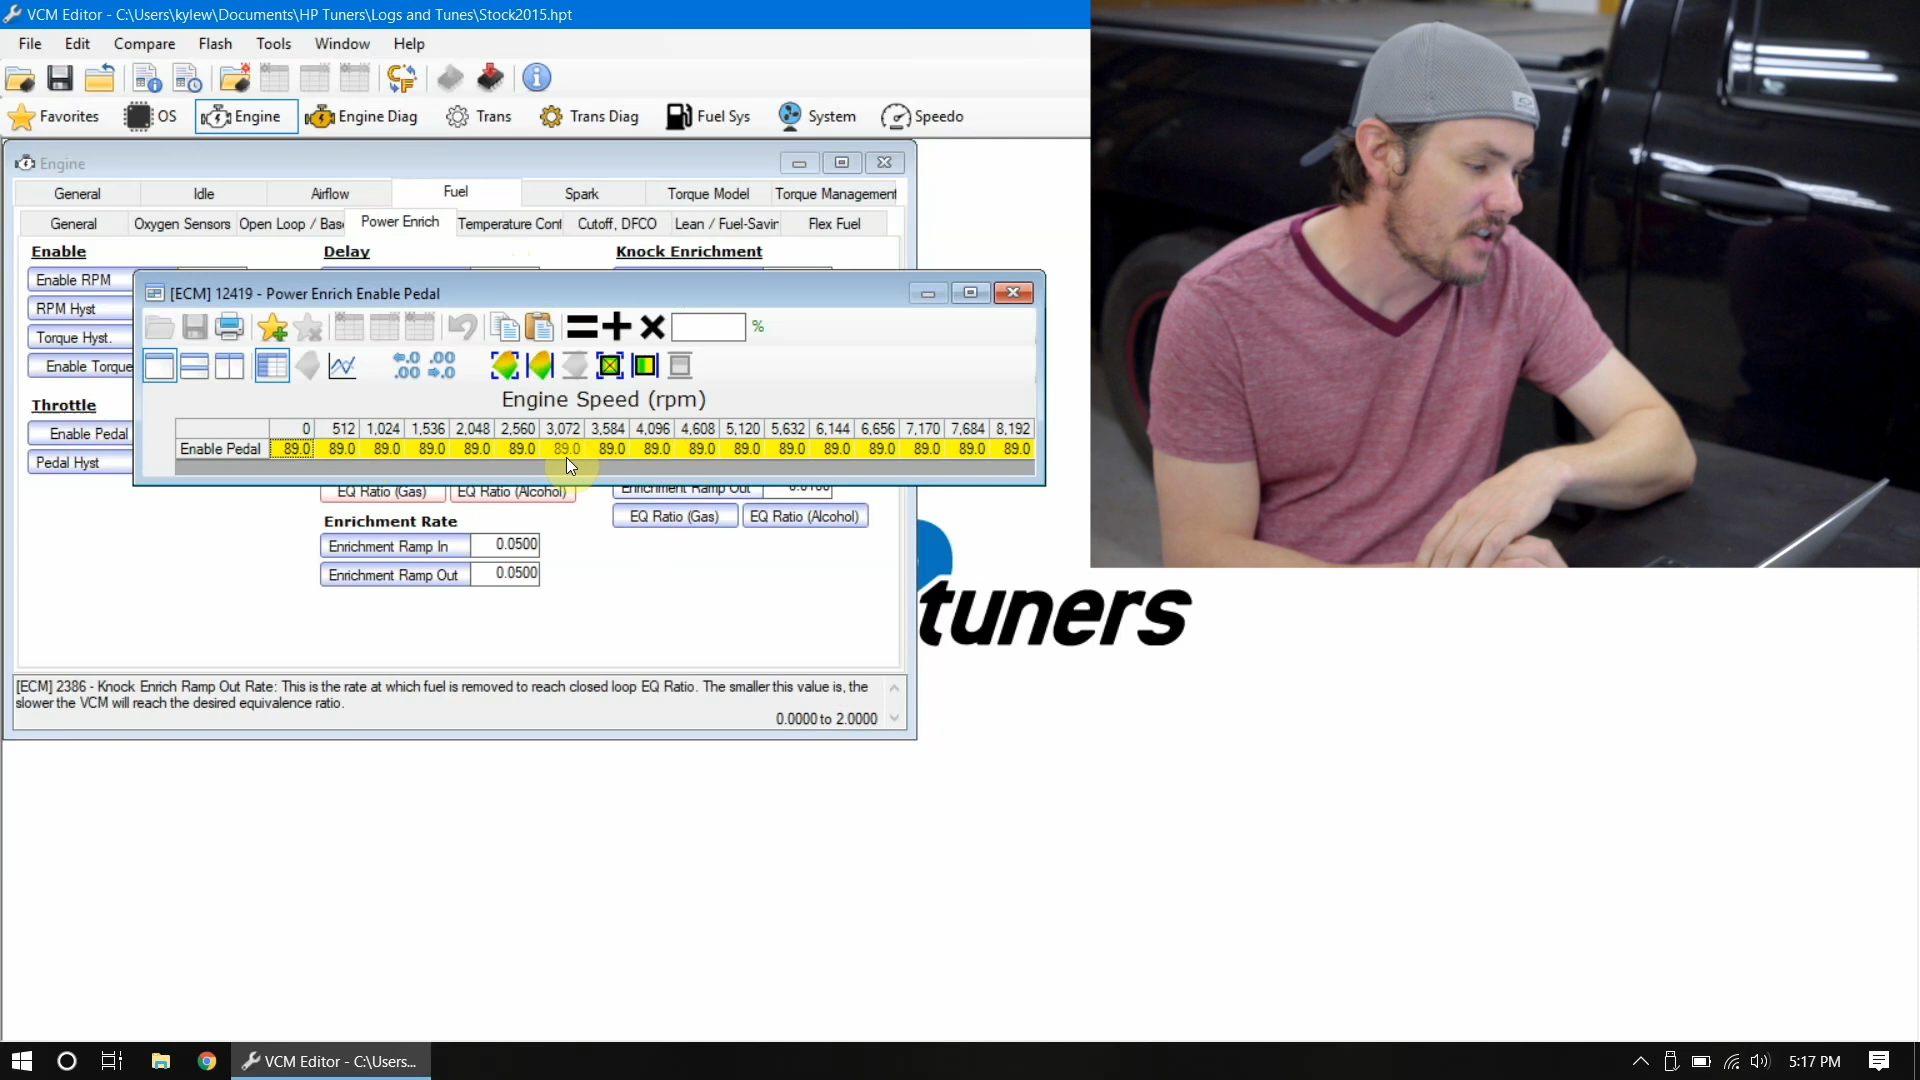 VCM Editor - C:\Users\kylew\Documents\HP Tuners\Logs and Tunes\Stock2015.hpt
File Edit Compare Flash Tools Window Help
Favorites OS Engine Engine Diag Trans Trans Diag Fuel Sys System Speedo
Engine
General Idle Airflow Fuel Spark Torque Model Torque Management
General Oxygen Sensors Open Loop / Base Power Enrich Temperature Cont Cutoff, DFCO Lean / Fuel-Savin Flex Fuel
Enable Delay Knock Enrichment
Enable RPM
RPM Hyst
Torque Hyst.
Enable Torque
Throttle
Enable Pedal
Pedal Hyst
[ECM] 12419 - Power Enrich Enable Pedal
%
Engine Speed (rpm)
0 512 1,024 1,536 2,048 2,560 3,072 3,584 4,096 4,608 5,120 5,632 6,144 6,656 7,170 7,684 8,192
Enable Pedal 89.0 89.0 89.0 89.0 89.0 89.0 89.0 89.0 89.0 89.0 89.0 89.0 89.0 89.0 89.0 89.0 89.0
EQ Ratio (Gas) EQ Ratio (Alcohol) Enrichment Ramp Out 0.0100
EQ Ratio (Gas) EQ Ratio (Alcohol)
Enrichment Rate
Enrichment Ramp In 0.0500
Enrichment Ramp Out 0.0500
tuners
[ECM] 2386 - Knock Enrich Ramp Out Rate: This is the rate at which fuel is removed to reach closed loop EQ Ratio. The smaller this value is, the
slower the VCM will reach the desired equivalence ratio.
0.0000 to 2.0000
VCM Editor - C:\Users... 5:17 PM